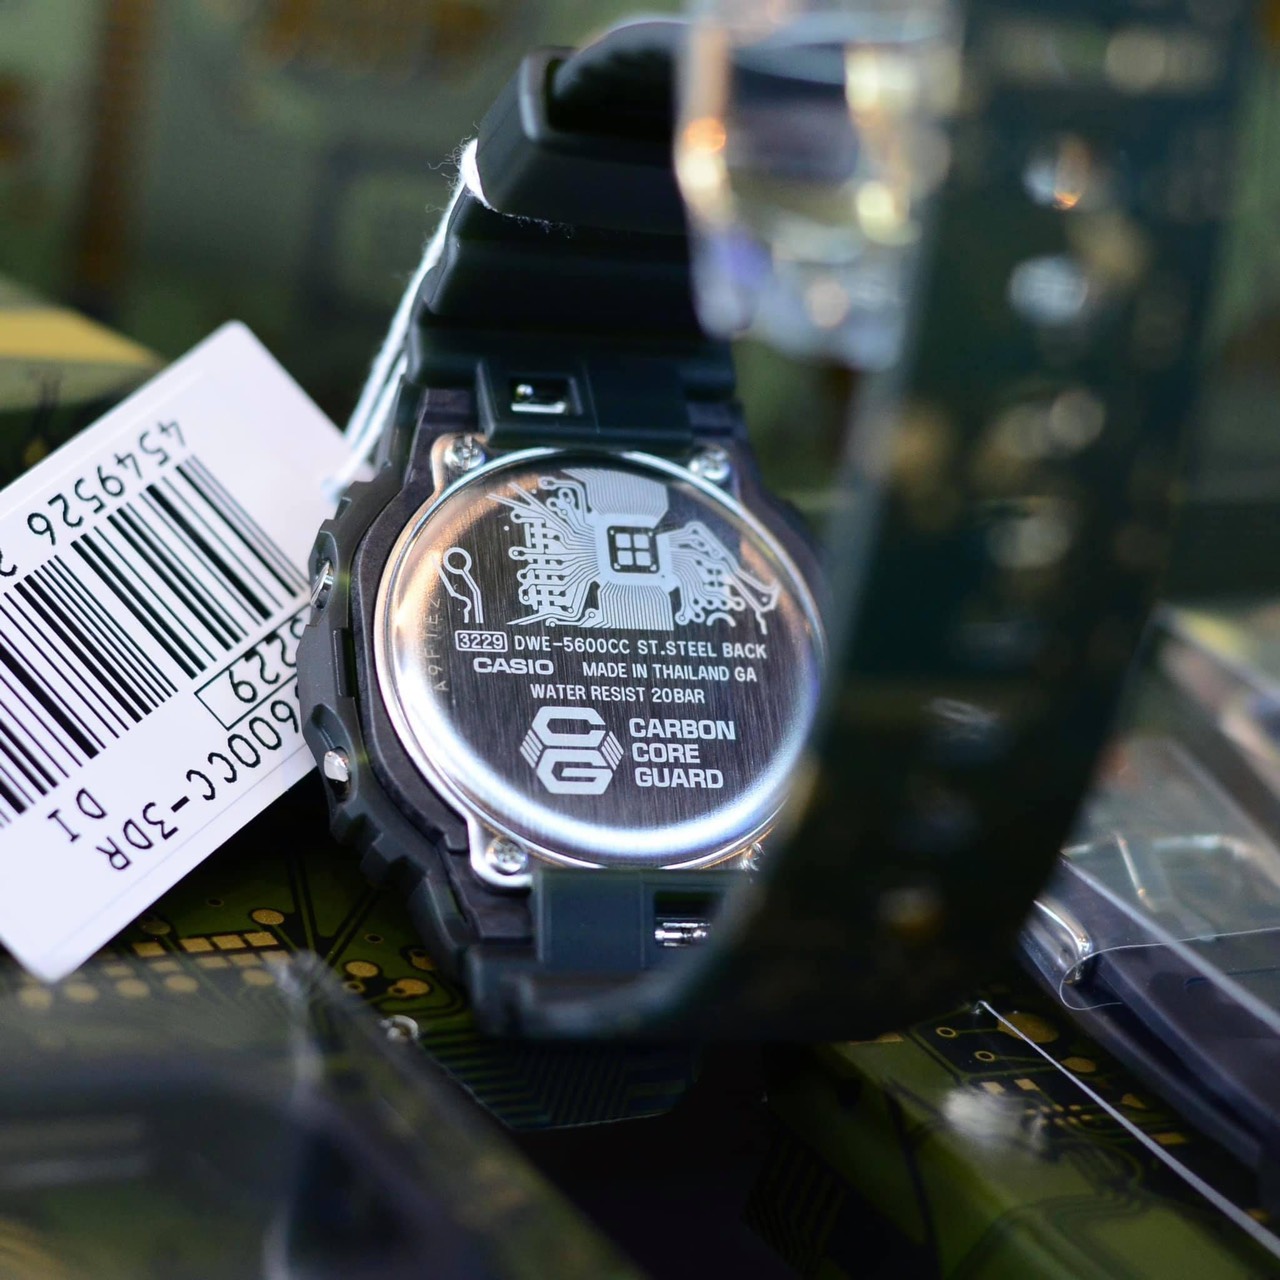 3229 DWE-5600CC ST.STEEL BACK
CASIO MADE IN THAILAND GA
WATER RESIST 20BAR
CG
CARBON
CORE
GUARD
4549526
3229
600CC-3DR
DI